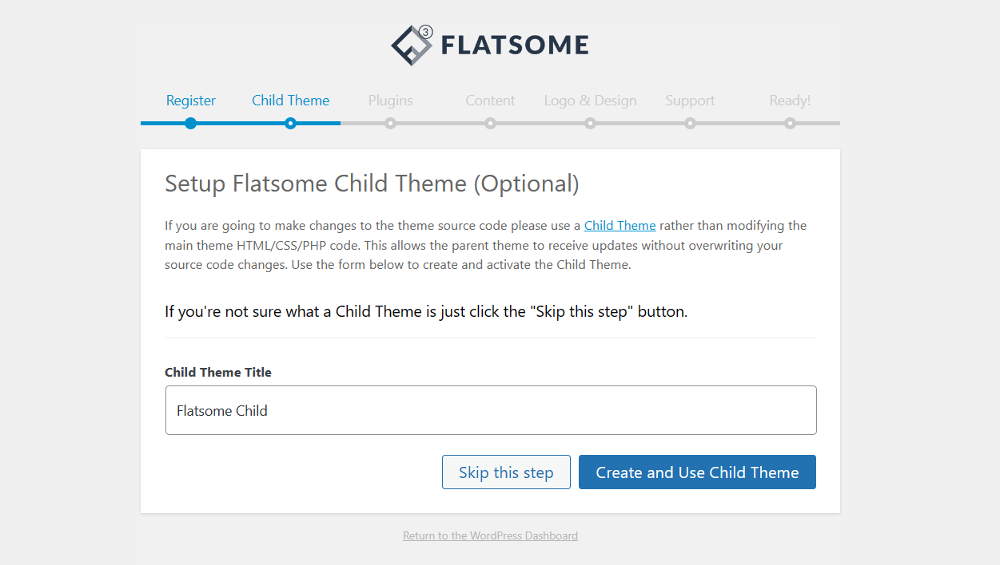 3
FLATSOME
Register Child Theme Plugins Content Logo & Design Support Ready!
Setup Flatsome Child Theme (Optional)
If you are going to make changes to the theme source code please use a Child Theme rather than modifying the
main theme HTML/CSS/PHP code. This allows the parent theme to receive updates without overwriting your
source code changes. Use the form below to create and activate the Child Theme.
If you're not sure what a Child Theme is just click the "Skip this step" button.
Child Theme Title
Flatsome Child
Skip this step Create and Use Child Theme
Return to the WordPress Dashboard